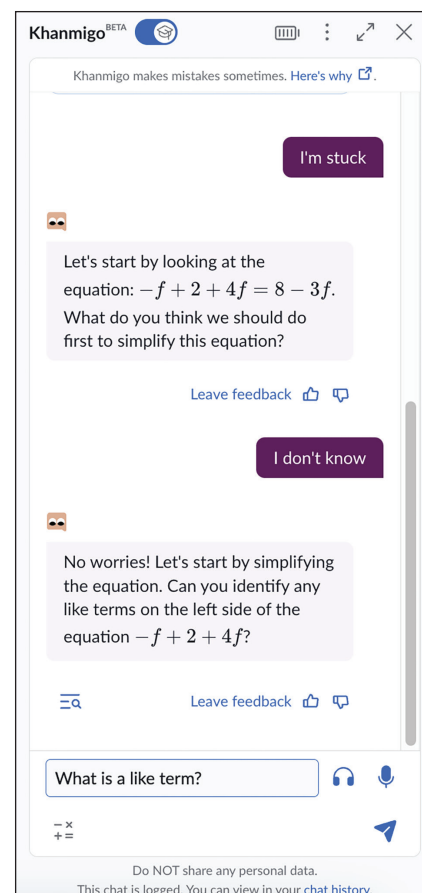 Khanmigo BETA
Khanmigo makes mistakes sometimes. Here's why.
I'm stuck
Let's start by looking at the
equation: −f + 2 + 4f = 8 − 3f.
What do you think we should do
first to simplify this equation?
Leave feedback
I don't know
No worries! Let's start by simplifying
the equation. Can you identify any
like terms on the left side of the
equation −f + 2 + 4f?
Leave feedback
What is a like term?
− ×
+ =
Do NOT share any personal data.
This chat is logged. You can view in your chat history